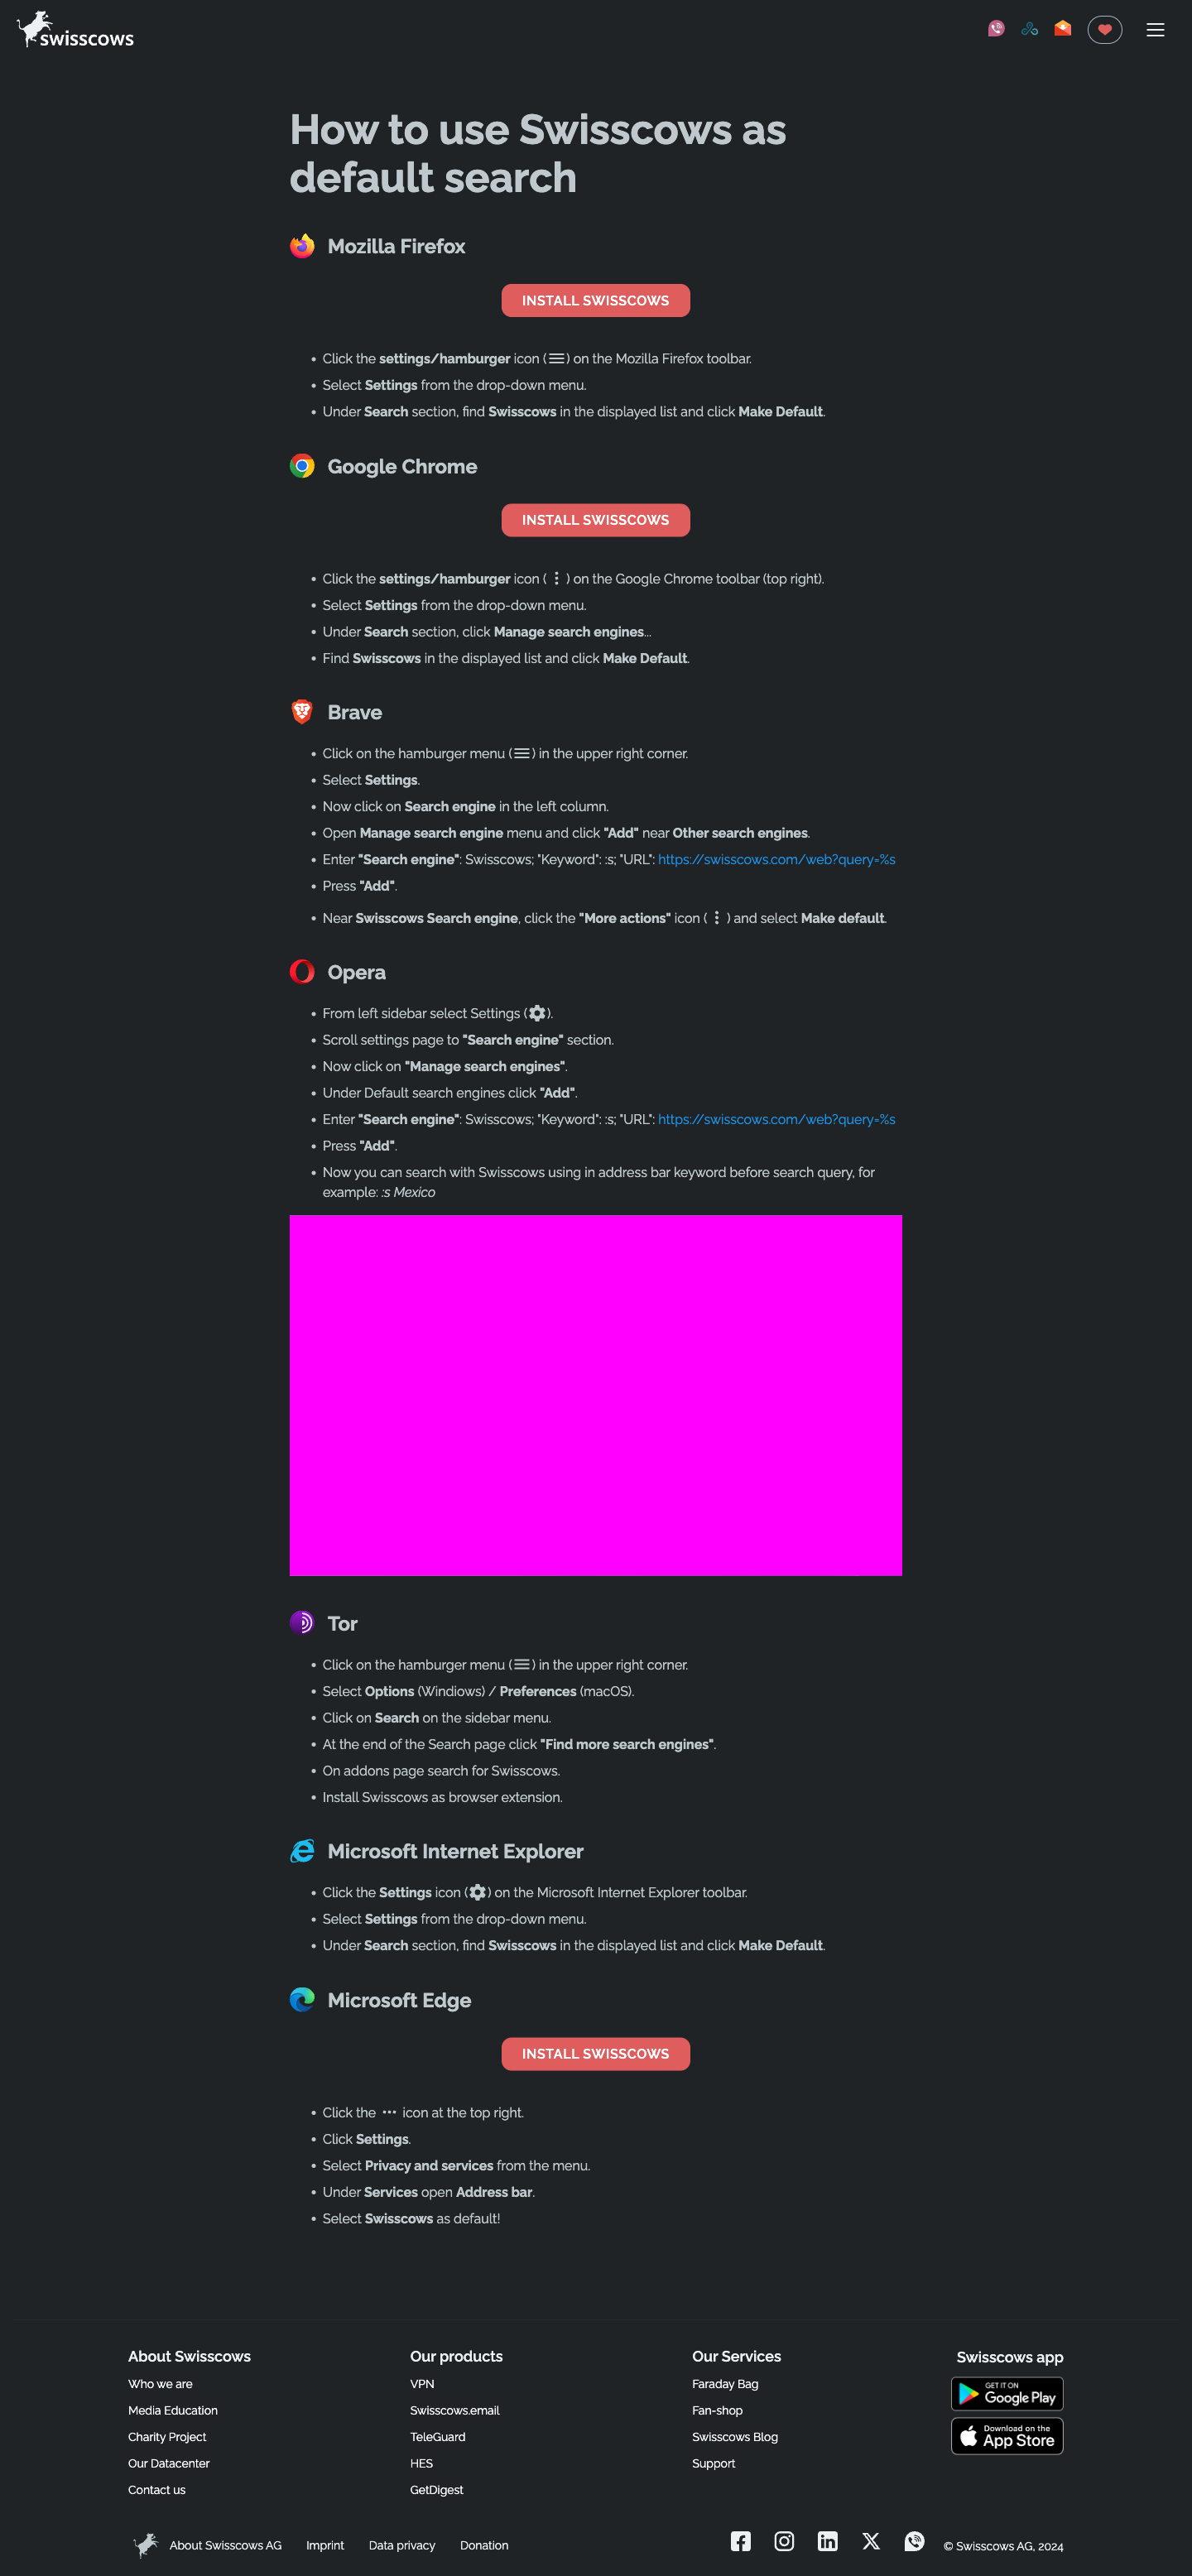 swisscows
How to use Swisscows as
default search
Mozilla Firefox
INSTALL SWISSCOWS
• Click the settings/hamburger icon ( ) on the Mozilla Firefox toolbar.
• Select Settings from the drop-down menu.
• Under Search section, find Swisscows in the displayed list and click Make Default.
Google Chrome
INSTALL SWISSCOWS
• Click the settings/hamburger icon ( ) on the Google Chrome toolbar (top right).
• Select Settings from the drop-down menu.
• Under Search section, click Manage search engines...
• Find Swisscows in the displayed list and click Make Default.
Brave
• Click on the hamburger menu ( ) in the upper right corner.
• Select Settings.
• Now click on Search engine in the left column.
• Open Manage search engine menu and click "Add" near Other search engines.
• Enter "Search engine": Swisscows; "Keyword": :s; "URL": https://swisscows.com/web?query=%s
• Press "Add".
• Near Swisscows Search engine, click the "More actions" icon ( ) and select Make default.
Opera
• From left sidebar select Settings ( ).
• Scroll settings page to "Search engine" section.
• Now click on "Manage search engines".
• Under Default search engines click "Add".
• Enter "Search engine": Swisscows; "Keyword": :s; "URL": https://swisscows.com/web?query=%s
• Press "Add".
• Now you can search with Swisscows using in address bar keyword before search query, for
example: :s Mexico
Tor
• Click on the hamburger menu ( ) in the upper right corner.
• Select Options (Windiows) / Preferences (macOS).
• Click on Search on the sidebar menu.
• At the end of the Search page click "Find more search engines".
• On addons page search for Swisscows.
• Install Swisscows as browser extension.
Microsoft Internet Explorer
• Click the Settings icon ( ) on the Microsoft Internet Explorer toolbar.
• Select Settings from the drop-down menu.
• Under Search section, find Swisscows in the displayed list and click Make Default.
Microsoft Edge
INSTALL SWISSCOWS
• Click the ··· icon at the top right.
• Click Settings.
• Select Privacy and services from the menu.
• Under Services open Address bar.
• Select Swisscows as default!
About Swisscows
Who we are
Media Education
Charity Project
Our Datacenter
Contact us
Our products
VPN
Swisscows.email
TeleGuard
HES
GetDigest
Our Services
Faraday Bag
Fan-shop
Swisscows Blog
Support
Swisscows app
GET IT ON
Google Play
Download on the
App Store
About Swisscows AG Imprint Data privacy Donation
© Swisscows AG, 2024